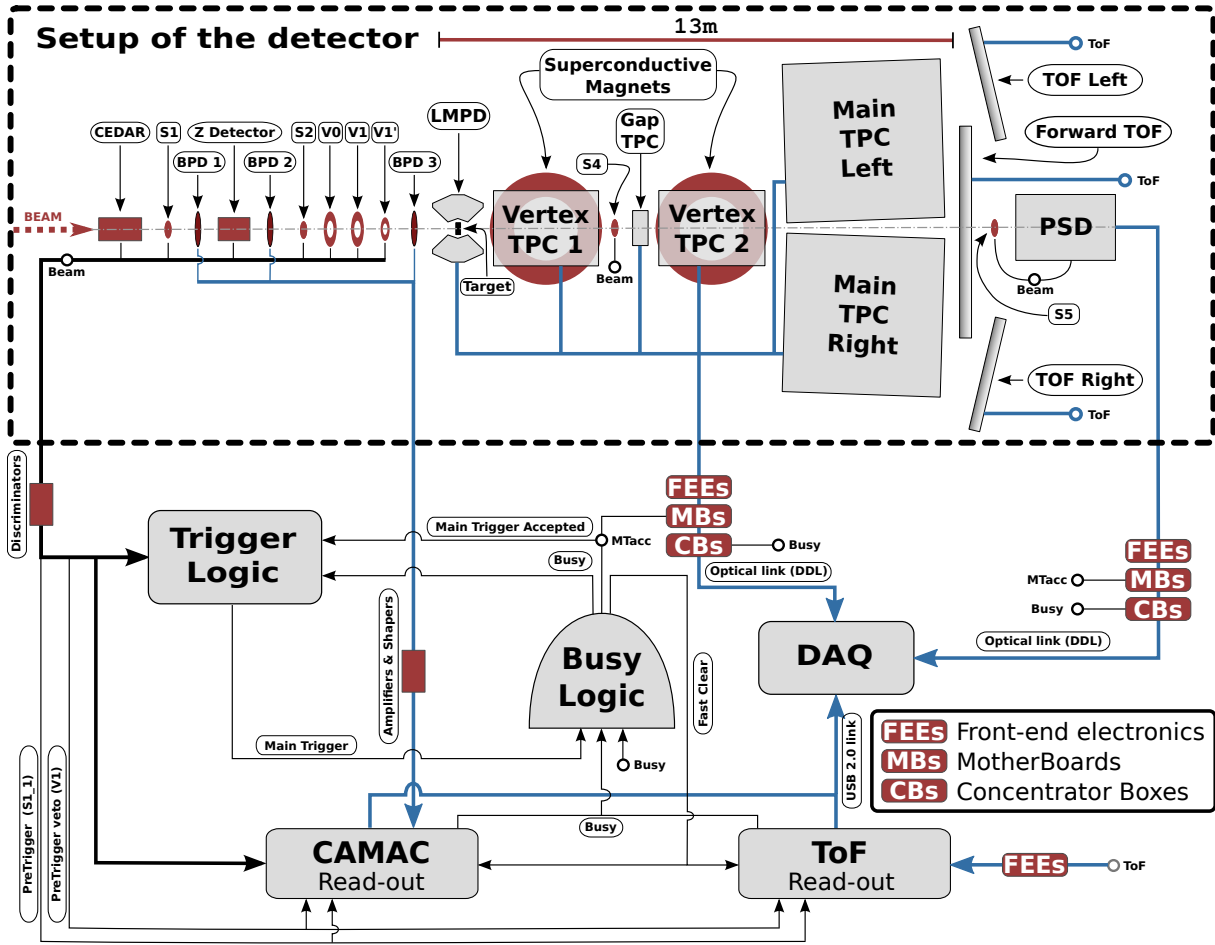 13m
Setup of the detector
ToF
Superconductive
Magnets
TOF Left
Main
TPC
Left
LMPD
Gap
TPC
Forward TOF
CEDAR
S1
Z Detector
S2
V0
V1
V1'
BPD 1
BPD 2
BPD 3
S4
ToF
BEAM
Vertex
TPC 1
Vertex
TPC 2
PSD
Beam
Target
Beam
Beam
Main
TPC
Right
S5
TOF Right
ToF
Discriminators
FEEs
MBs
CBs
Main Trigger Accepted
MTacc
Busy
Busy
Trigger
Logic
Optical link (DDL)
FEEs
MBs
CBs
MTacc
Busy
Optical link (DDL)
Amplifiers & Shapers
Busy
Logic
Fast Clear
DAQ
Main Trigger
Busy
USB 2.0 link
FEEs Front-end electronics
MBs MotherBoards
CBs Concentrator Boxes
PreTrigger (S1_1)
PreTrigger veto (V1)
Busy
CAMAC
Read-out
ToF
Read-out
FEEs
ToF